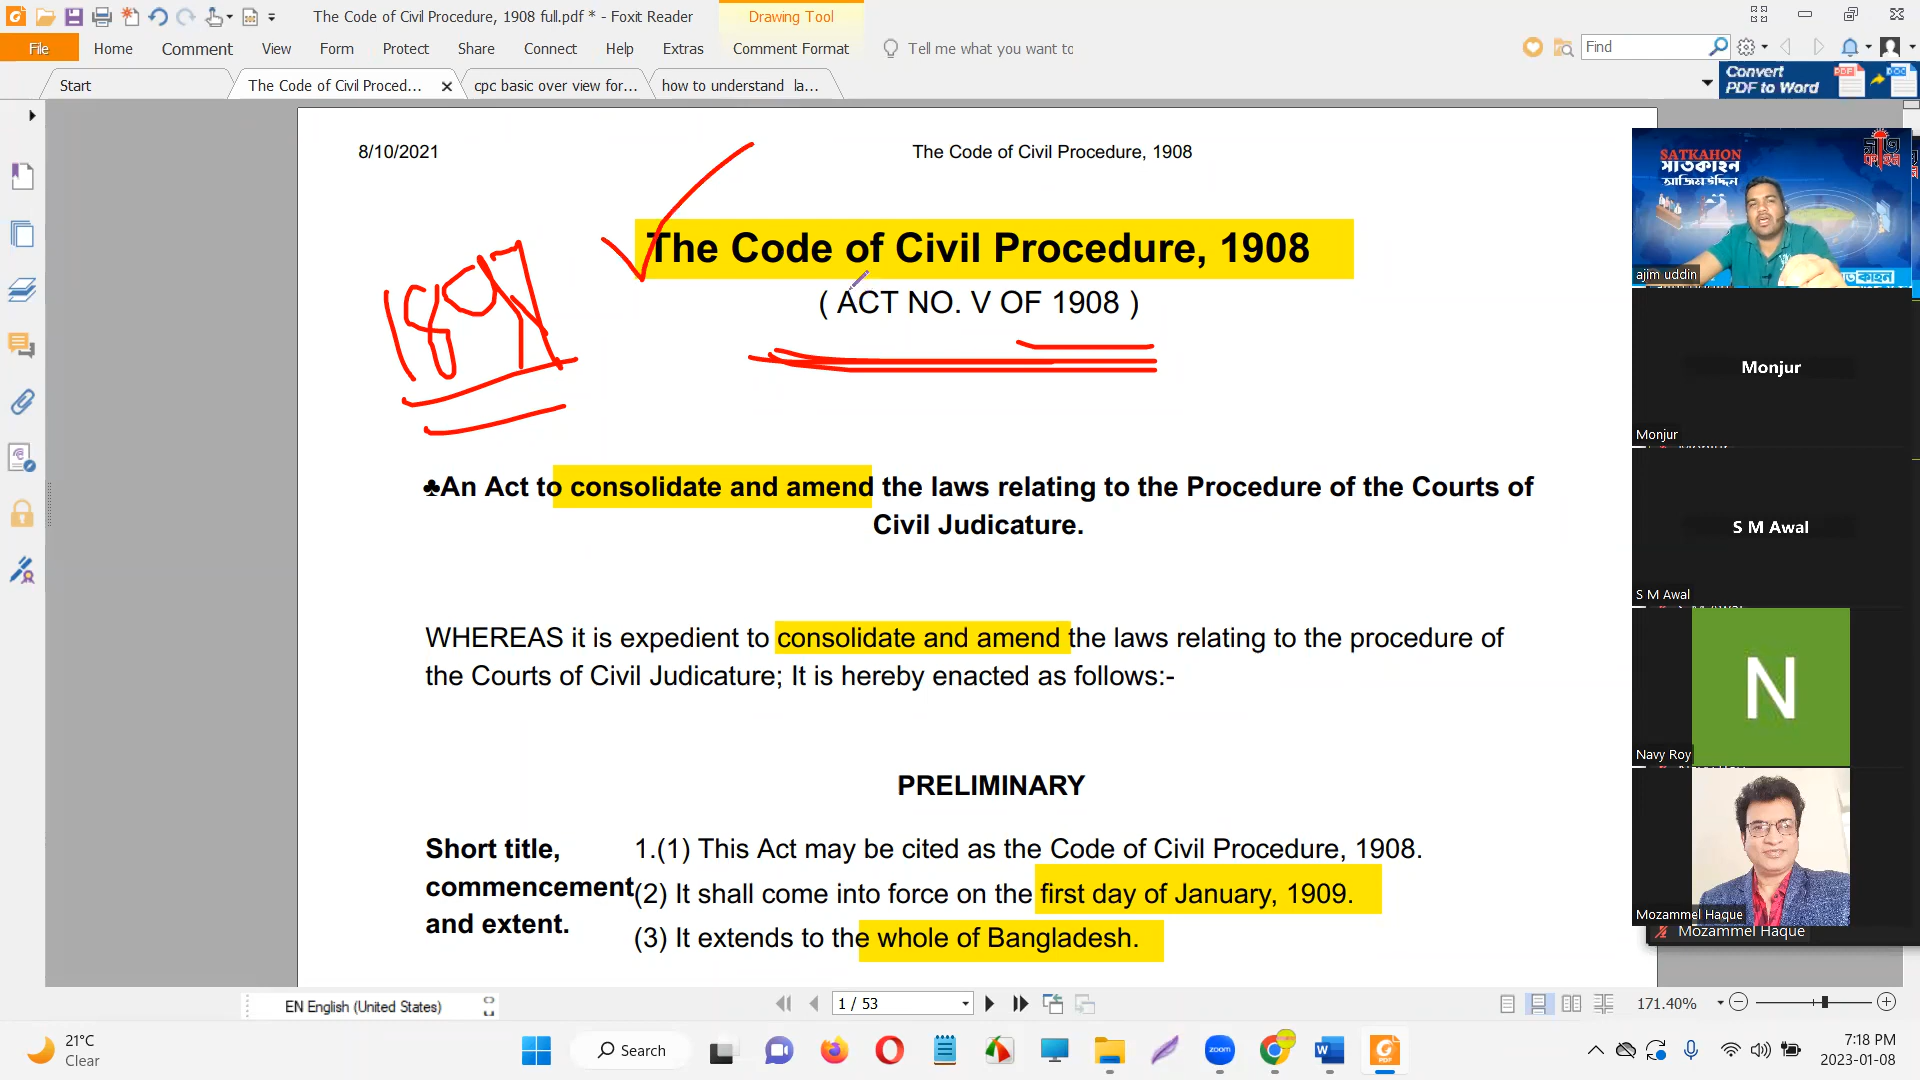 The Code of Civil Procedure, 1908 full.pdf * - Foxit Reader
Drawing Tool
File Home Comment View Form Protect Share Connect Help Extras Comment Format Tell me what you want to Find
Start The Code of Civil Proced... cpc basic over view for... how to understand la...
Convert
PDF to Word
8/10/2021 The Code of Civil Procedure, 1908
The Code of Civil Procedure, 1908
( ACT NO. V OF 1908 )
♣An Act to consolidate and amend the laws relating to the Procedure of the Courts of
Civil Judicature.
WHEREAS it is expedient to consolidate and amend the laws relating to the procedure of
the Courts of Civil Judicature; It is hereby enacted as follows:-
PRELIMINARY
Short title,
commencement
and extent.
1.(1) This Act may be cited as the Code of Civil Procedure, 1908.
(2) It shall come into force on the first day of January, 1909.
(3) It extends to the whole of Bangladesh.
SATKAHON
সাতকাহন
আজিম উদ্দিন
ajim uddin
Monjur
Monjur
S M Awal
S M Awal
N
Navy Roy
Mozammel Haque
Mozammel Haque
EN English (United States)
1 / 53
171.40%
21°C
Clear
Search
zoom
7:18 PM
2023-01-08